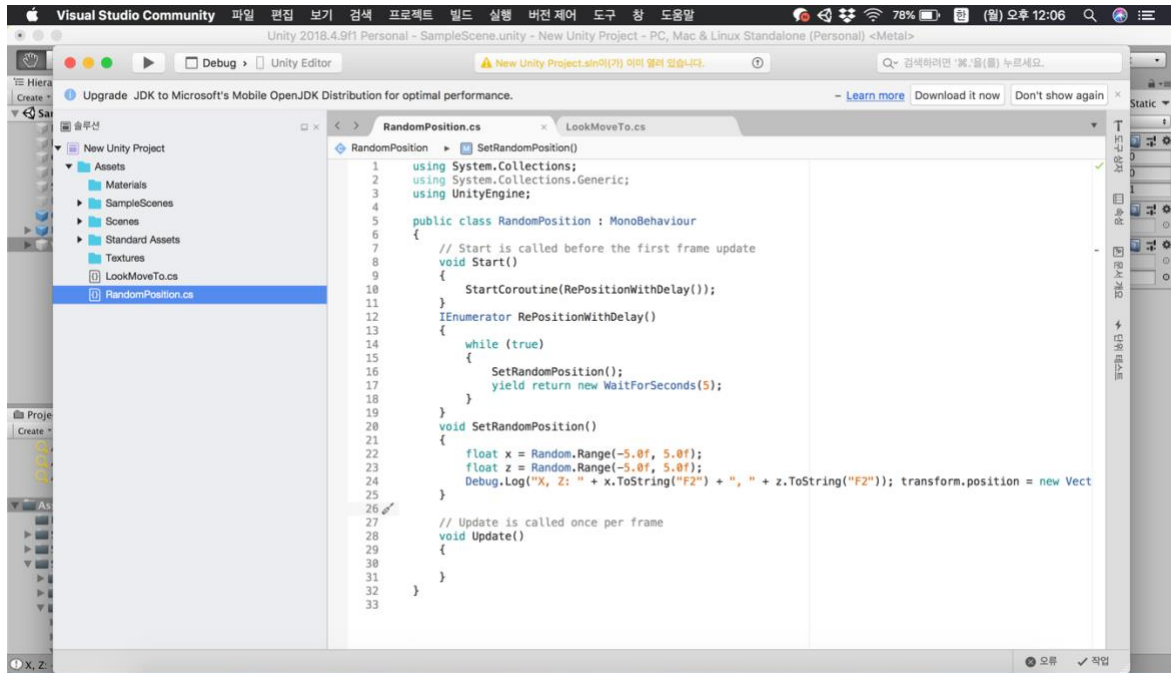 Visual Studio Community 파일 편집 보기 검색 프로젝트 빌드 실행 버전 제어 도구 창 도움말 78% 한 (월) 오후 12:06
Unity 2018.4.9f1 Personal - SampleScene.unity - New Unity Project - PC, Mac & Linux Standalone (Personal) <Metal>
Debug › Unity Editor
New Unity Project.sln이(가) 이미 열려 있습니다.
검색하려면 '⌘.'을(를) 누르세요.
Hiera
Create
Upgrade JDK to Microsoft's Mobile OpenJDK Distribution for optimal performance. – Learn more Download it now Don't show again
Static
솔루션
RandomPosition.cs × LookMoveTo.cs
New Unity Project
Assets
Materials
SampleScenes
Scenes
Standard Assets
Textures
LookMoveTo.cs
RandomPosition.cs
RandomPosition ▸ SetRandomPosition()
1 using System.Collections;
2 using System.Collections.Generic;
3 using UnityEngine;
4
5 public class RandomPosition : MonoBehaviour
6 {
7 // Start is called before the first frame update
8 void Start()
9 {
10 StartCoroutine(RePositionWithDelay());
11 }
12 IEnumerator RePositionWithDelay()
13 {
14 while (true)
15 {
16 SetRandomPosition();
17 yield return new WaitForSeconds(5);
18 }
19 }
20 void SetRandomPosition()
21 {
22 float x = Random.Range(-5.0f, 5.0f);
23 float z = Random.Range(-5.0f, 5.0f);
24 Debug.Log("X, Z: " + x.ToString("F2") + ", " + z.ToString("F2")); transform.position = new Vect
25 }
26
27 // Update is called once per frame
28 void Update()
29 {
30
31 }
32 }
33
도구 상자
속성
문서 개요
단위 테스트
Proje
Create
As
X, Z:
오류 작업